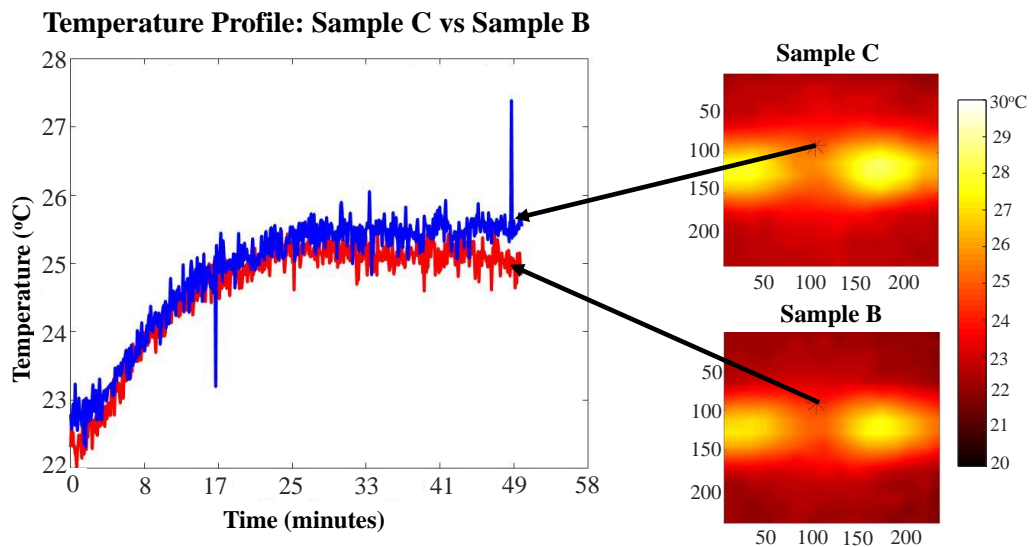 Temperature Profile: Sample C vs Sample B
28
27
26
25
24
23
22
Temperature (ºC)
0 8 17 25 33 41 49 58
Time (minutes)
Sample C
50
100
150
200
50 100 150 200
Sample B
50
100
150
200
50 100 150 200
30ºC
29
28
27
26
25
24
23
22
21
20